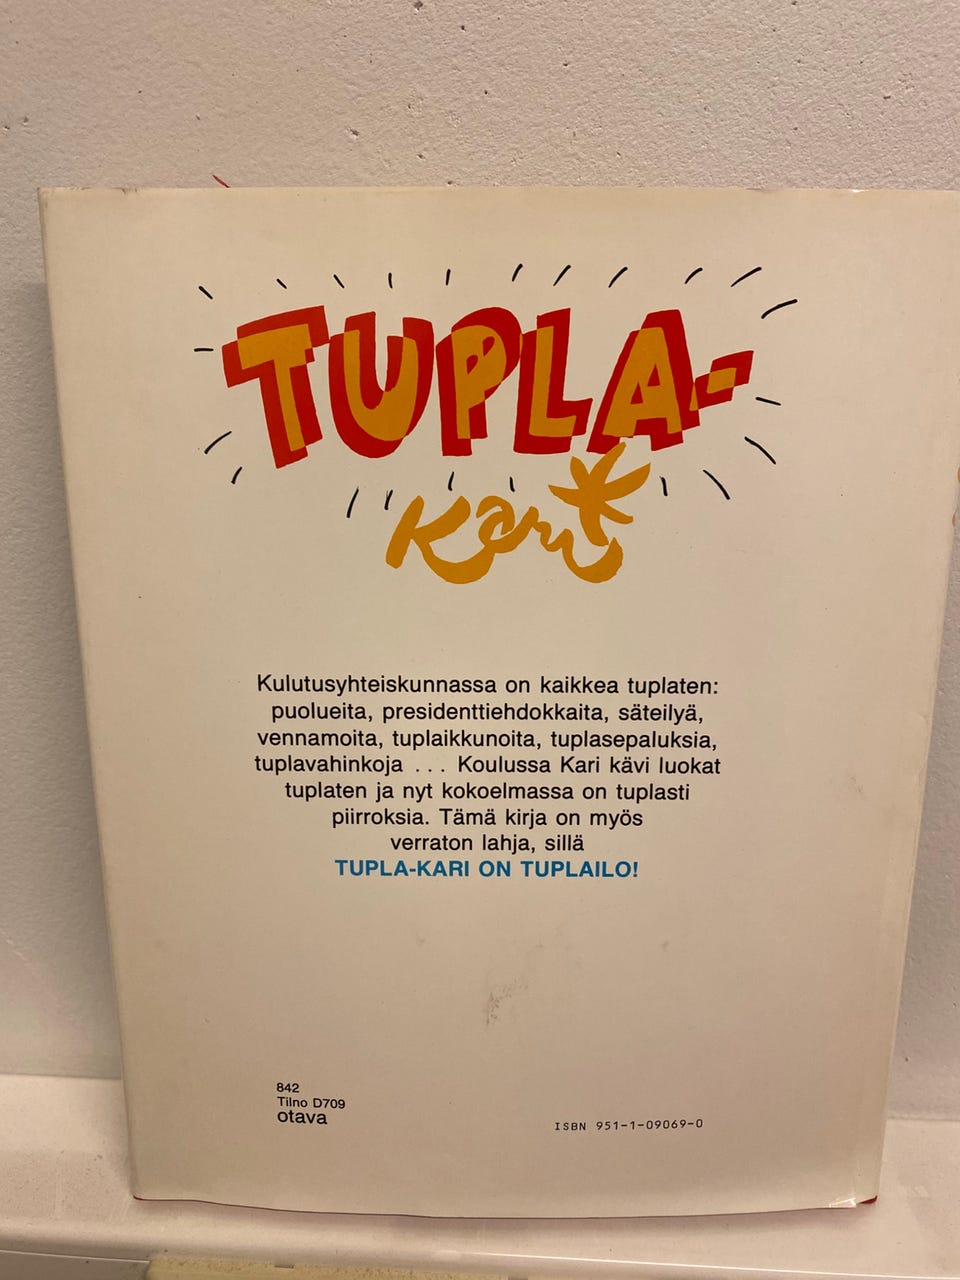 TUPLA-
Kari
Kulutusyhteiskunnassa on kaikkea tuplaten:
puolueita, presidenttiehdokkaita, säteilyä,
vennamoita, tuplaikkunoita, tuplasepaluksia,
tuplavahinkoja ... Koulussa Kari kävi luokat
tuplaten ja nyt kokoelmassa on tuplasti
piirroksia. Tämä kirja on myös
verraton lahja, sillä
TUPLA-KARI ON TUPLAILO!
842
Tilno D709
otava
ISBN 951-1-09069-0